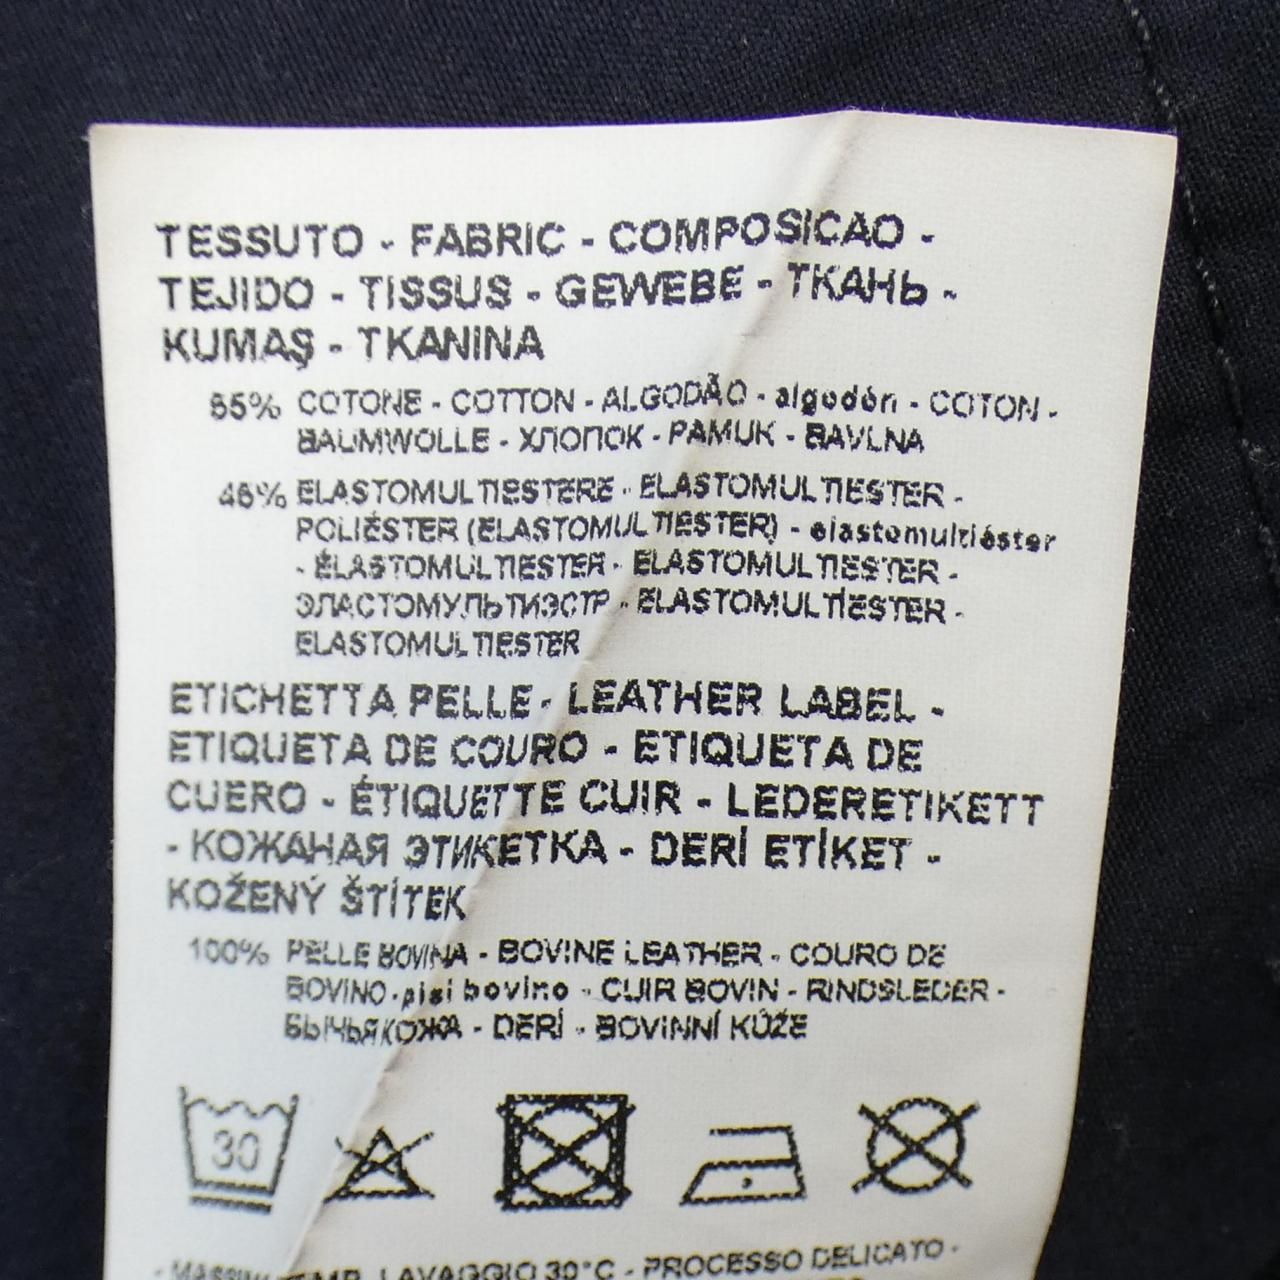 TESSUTO - FABRIC - COMPOSICAO -
TEJIDO - TISSUS - GEWEBE - ТКАНЬ -
KUMAŞ - TKANINA
55% COTONE - COTTON - ALGODÃO - algodón - COTON -
BAUMWOLLE - ХЛОПОК - PAMUK - BAVLNA
ELASTOMULTIESTERE - ELASTOMULTIESTER -
POLIÉSTER (ELASTOMULTIESTER) - elastomultiéster
- ÉLASTOMULTIESTER - ELASTOMULTIESTER -
ЭЛАСТОМУЛЬТИЭСТР - ELASTOMULTİESTER -
ELASTOMULTIESTER
ETICHETTA PELLE - LEATHER LABEL -
ETIQUETA DE COURO - ETIQUETA DE
CUERO - ÉTIQUETTE CUIR - LEDERETIKETT
- КОЖАНАЯ ЭТИКЕТКА - DERİ ETİKET -
KOŽENÝ ŠTÍTEK
100% PELLE BOVINA - BOVINE LEATHER - COURO DE
BOVINO - piel bovino - CUIR BOVIN - RINDSLEDER -
БЫЧЬЯ КОЖА - DERİ - BOVINNÍ KŮŽE
30
LAVAGGIO 30°C - PROCESSO DELICATO -